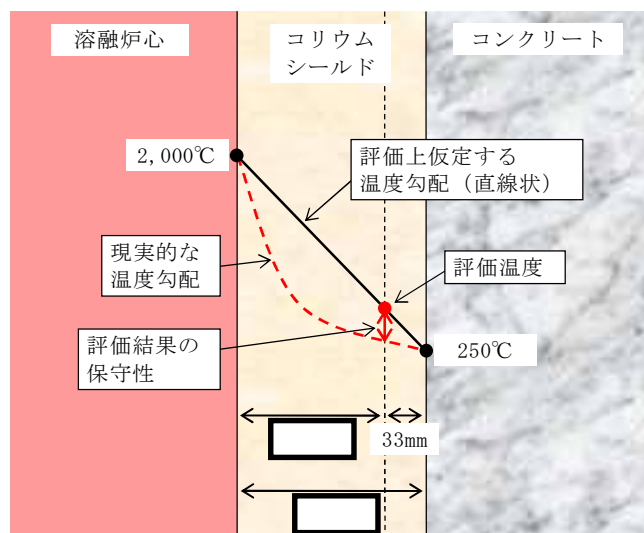 溶融炉心
コリウム
シールド
コンクリート
2,000℃
評価上仮定する
温度勾配（直線状）
現実的な
温度勾配
評価温度
評価結果の
保守性
250℃
33mm